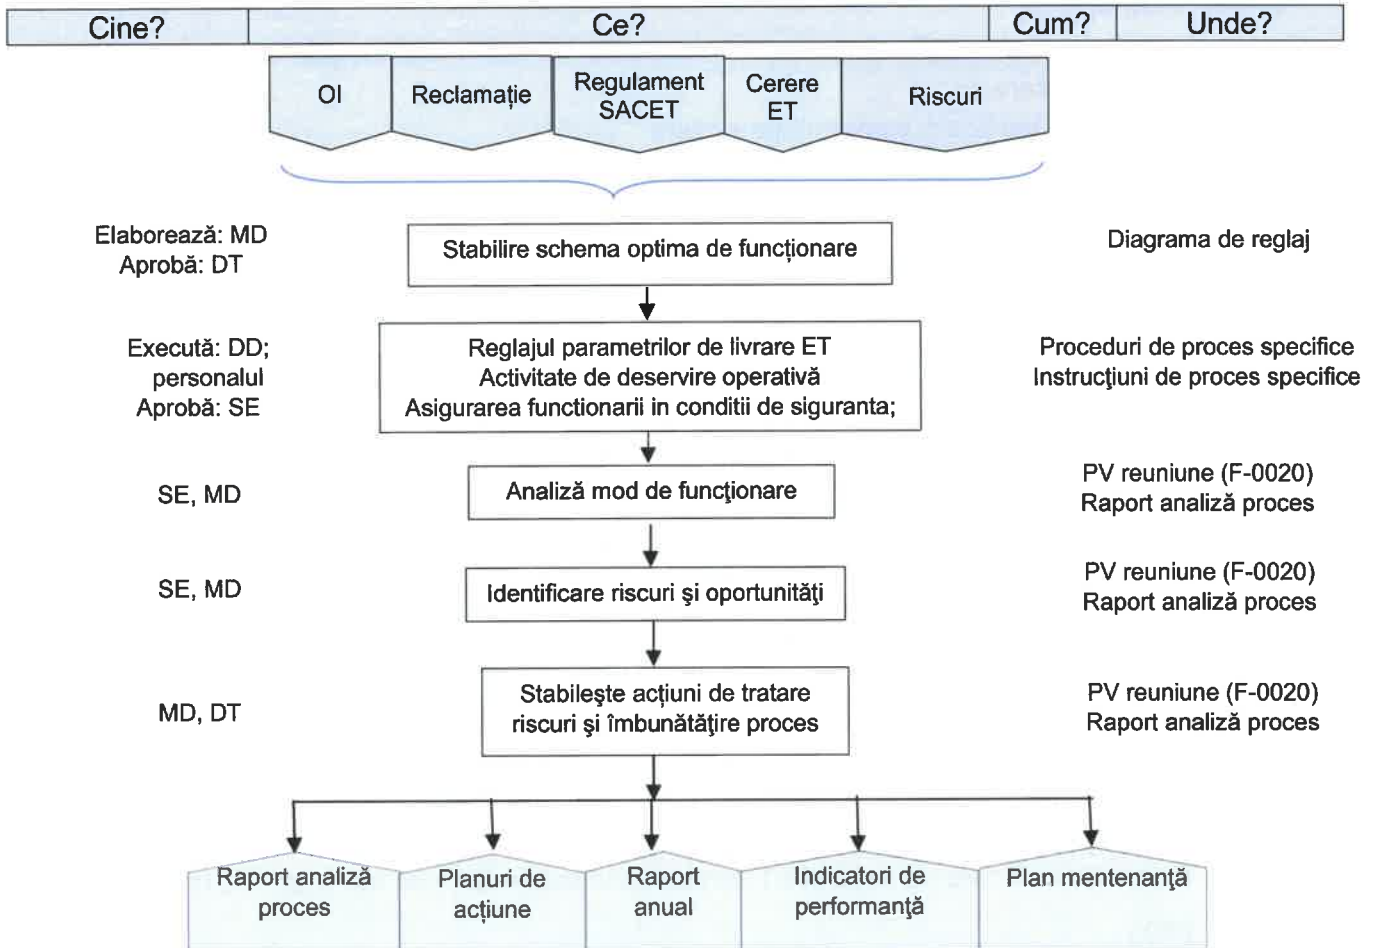 Cine?
Ce?
Cum?
Unde?
OI
Reclamație
Regulament
SACET
Cerere
ET
Riscuri
Elaborează: MD
Aprobă: DT
Stabilire schema optima de funcționare
Diagrama de reglaj
Execută: DD;
personalul
Aprobă: SE
Reglajul parametrilor de livrare ET
Activitate de deservire operativă
Asigurarea functionarii in conditii de siguranta;
Proceduri de proces specifice
Instrucţiuni de proces specifice
SE, MD
Analiză mod de funcţionare
PV reuniune (F-0020)
Raport analiză proces
SE, MD
Identificare riscuri şi oportunităţi
PV reuniune (F-0020)
Raport analiză proces
MD, DT
Stabileşte acțiuni de tratare
riscuri şi îmbunătăţire proces
PV reuniune (F-0020)
Raport analiză proces
Raport analiză
proces
Planuri de
acțiune
Raport
anual
Indicatori de
performanţă
Plan mentenanţă